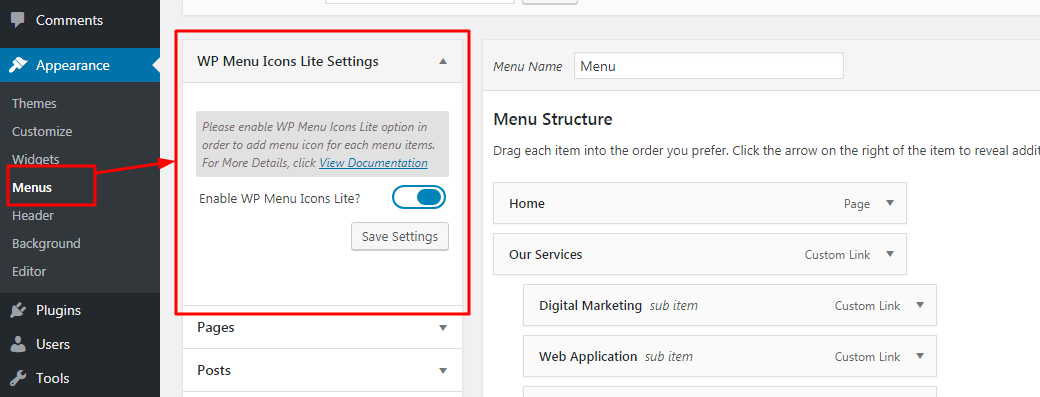 Comments
Appearance
Themes
Customize
Widgets
Menus
Header
Background
Editor
Plugins
Users
Tools
WP Menu Icons Lite Settings
Please enable WP Menu Icons Lite option in
order to add menu icon for each menu items.
For More Details, click View Documentation
Enable WP Menu Icons Lite?
Save Settings
Pages
Posts
Menu Name Menu
Menu Structure
Drag each item into the order you prefer. Click the arrow on the right of the item to reveal
Home Page
Our Services Custom Link
Digital Marketing sub item Custom Link
Web Application sub item Custom Link